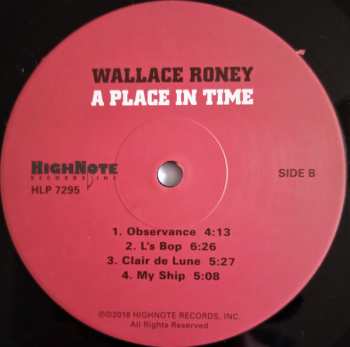 WALLACE RONEY
A PLACE IN TIME
HIGHNOTE
RECORDS, INC.
HLP 7295
SIDE B
1. Observance 4:13
2. L's Bop 6:26
3. Clair de Lune 5:27
4. My Ship 5:08
℗©2018 HIGHNOTE RECORDS, INC.
All Rights Reserved